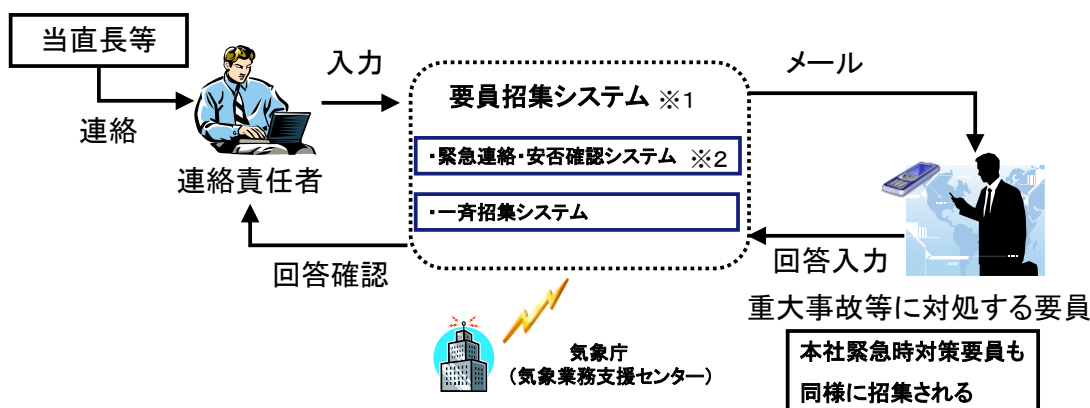 当直長等
連絡
連絡責任者
入力
要員招集システム ※1
・緊急連絡・安否確認システム ※2
・一斉招集システム
メール
回答入力
回答確認
重大事故等に対処する要員
本社緊急時対策要員も
同様に招集される
気象庁
（気象業務支援センター）